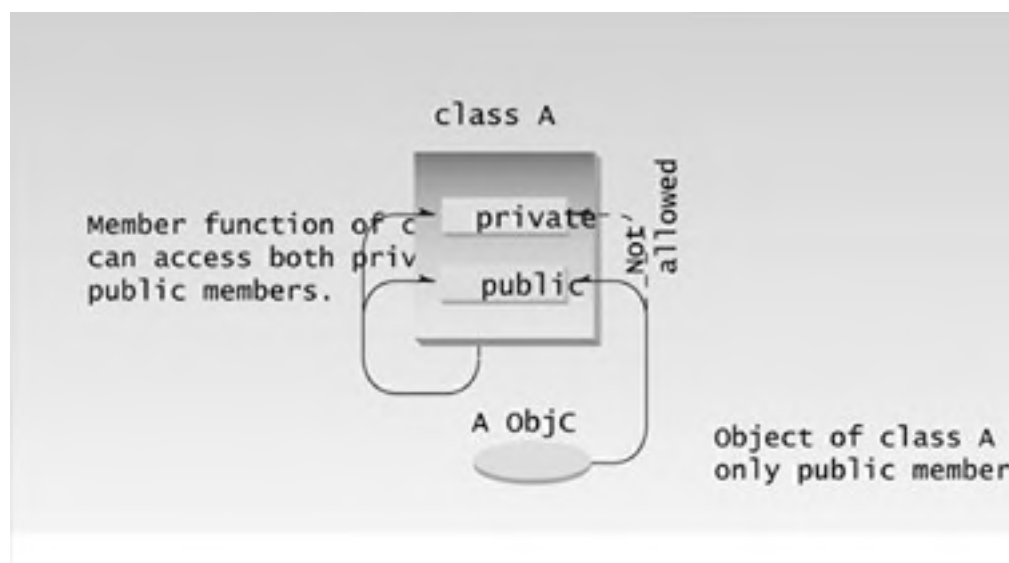 class A
Member function of c
can access both priv
public members.
private
public
Not
allowed
A ObjC
Object of class A
only public member